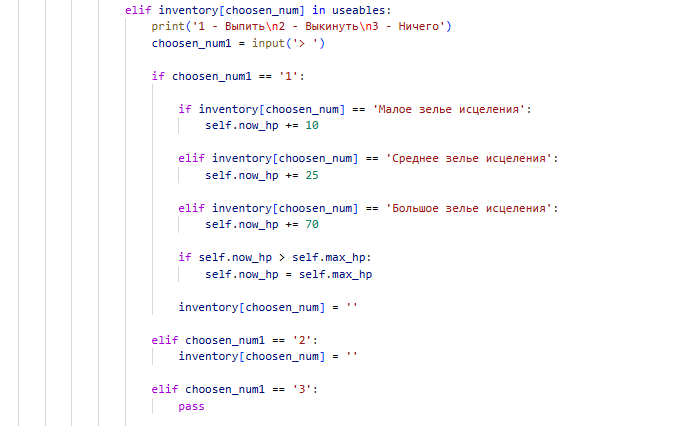 elif inventory[choosen_num] in useables:
print('1 - Выпить\n2 - Выкинуть\n3 - Ничего')
choosen_num1 = input('> ')
if choosen_num1 == '1':
if inventory[choosen_num] == 'Малое зелье исцеления':
self.now_hp += 10
elif inventory[choosen_num] == 'Среднее зелье исцеления':
self.now_hp += 25
elif inventory[choosen_num] == 'Большое зелье исцеления':
self.now_hp += 70
if self.now_hp > self.max_hp:
self.now_hp = self.max_hp
inventory[choosen_num] = ''
elif choosen_num1 == '2':
inventory[choosen_num] = ''
elif choosen_num1 == '3':
pass